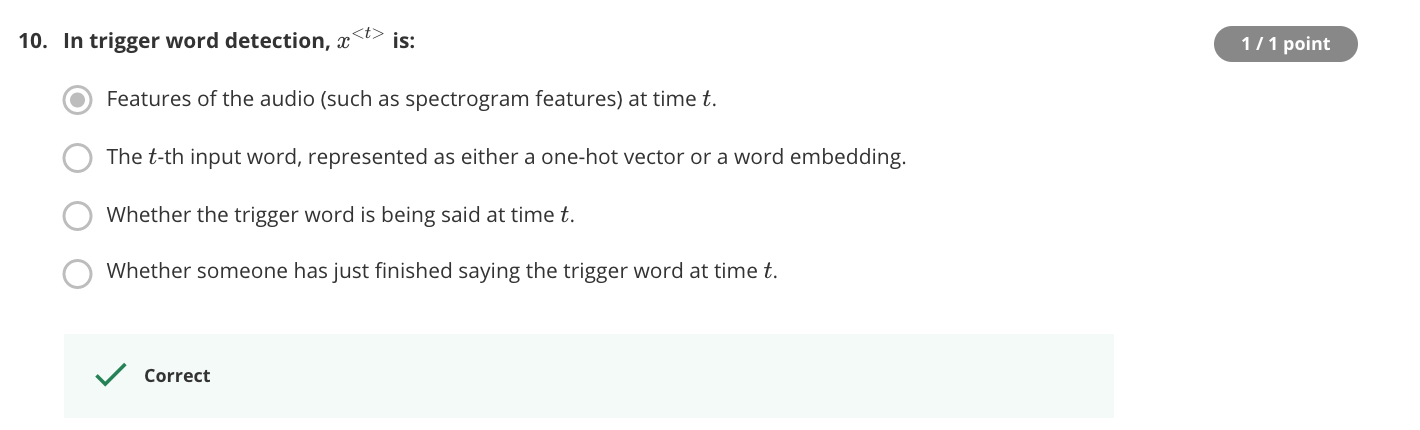 10. In trigger word detection, x^<t> is:
1 / 1 point
Features of the audio (such as spectrogram features) at time t.
The t-th input word, represented as either a one-hot vector or a word embedding.
Whether the trigger word is being said at time t.
Whether someone has just finished saying the trigger word at time t.
Correct